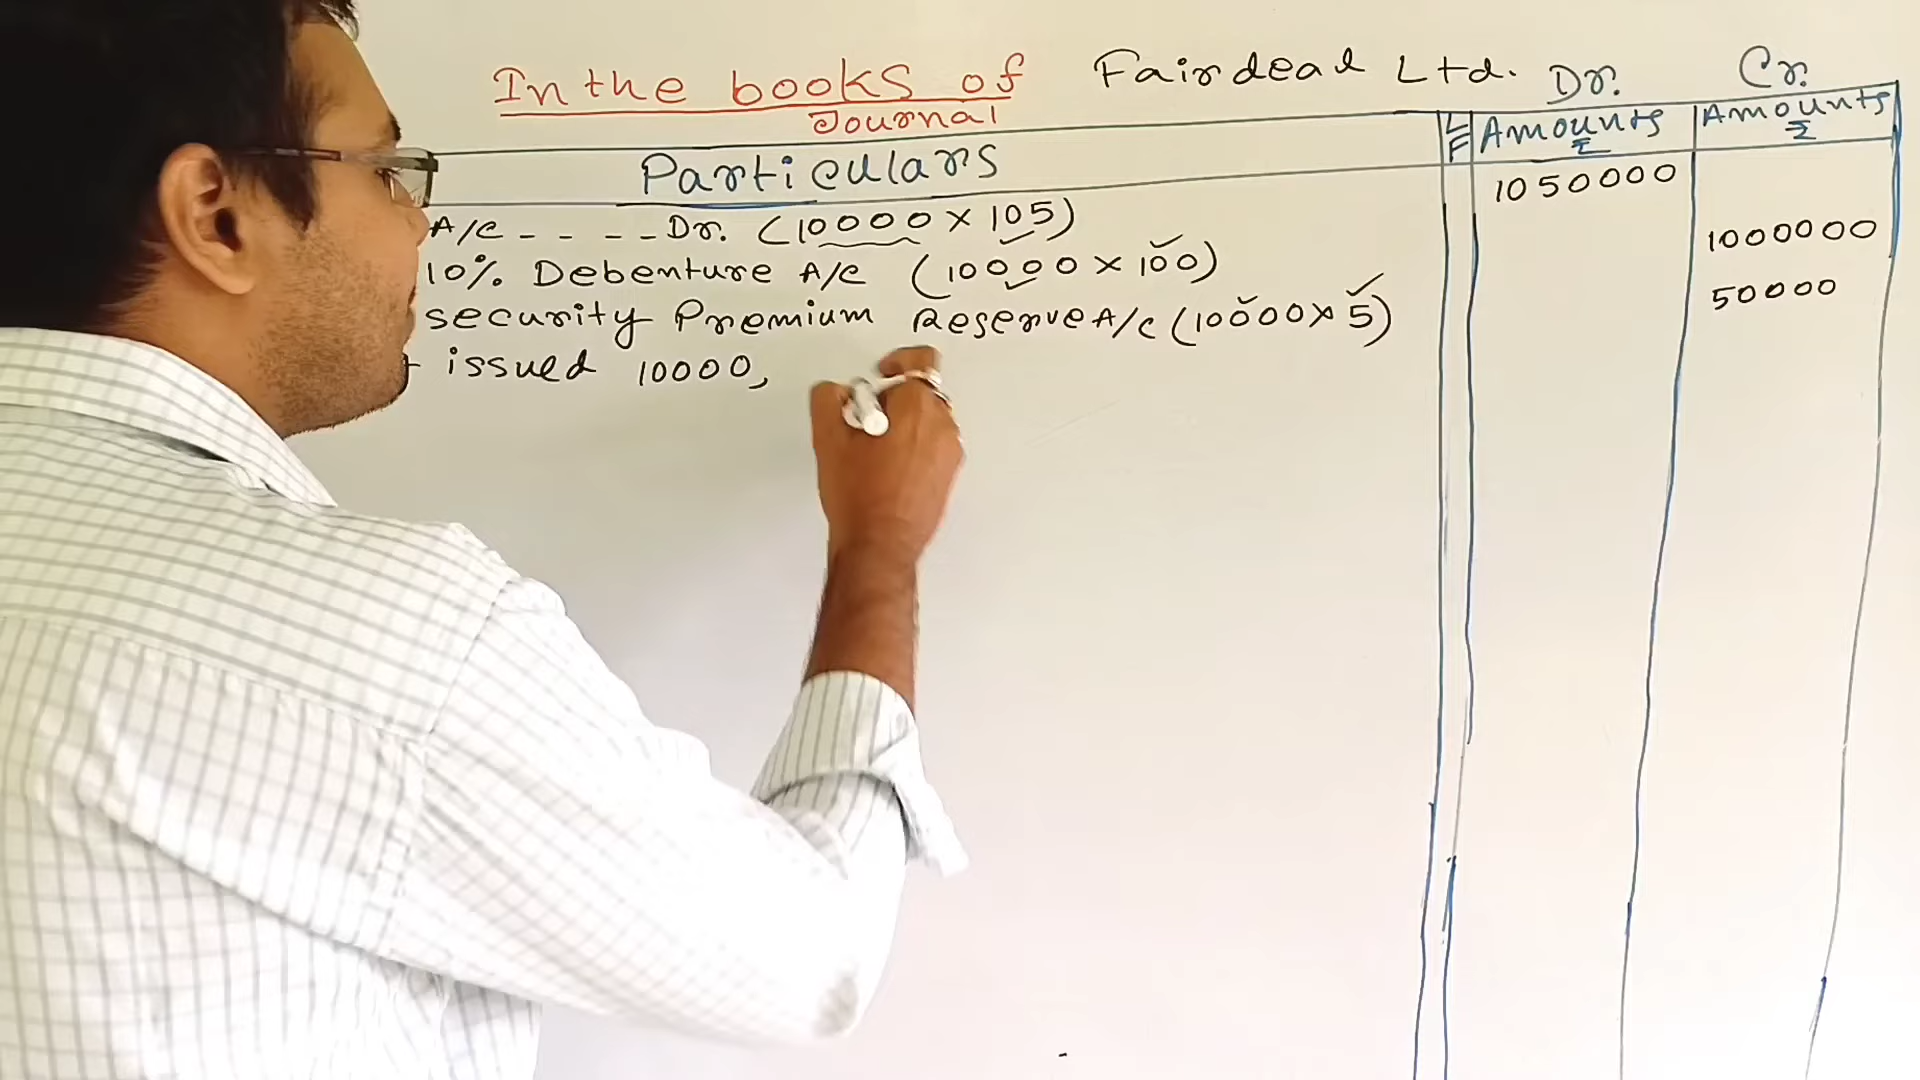 In the books of Fairdeal Ltd.
Journal
Dr. Cr.
Particulars LF Amounts ₹ Amounts ₹
A/c - - - - Dr. (10000 × 105) 1050000
10% Debenture A/c (10000 × 100) 1000000
security Premium Reserve A/c (10000 × 5) 50000
issued 10000,